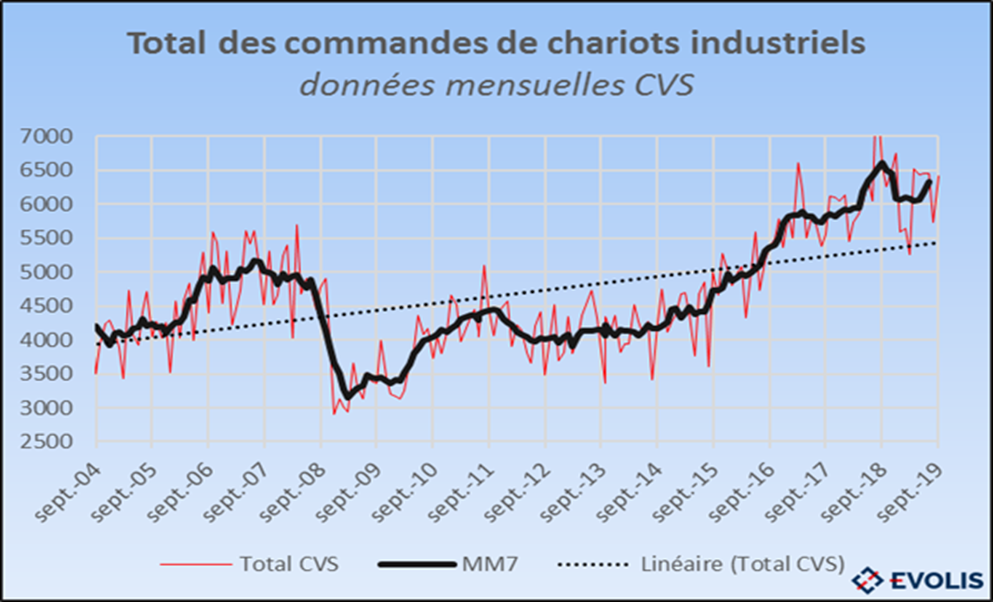 Total des commandes de chariots industriels
données mensuelles CVS
7000
6500
6000
5500
5000
4500
4000
3500
3000
2500
sept.-04
sept.-05
sept.-06
sept.-07
sept.-08
sept.-09
sept.-10
sept.-11
sept.-12
sept.-13
sept.-14
sept.-15
sept.-16
sept.-17
sept.-18
sept.-19
Total CVS MM7 Linéaire (Total CVS)
EVOLIS